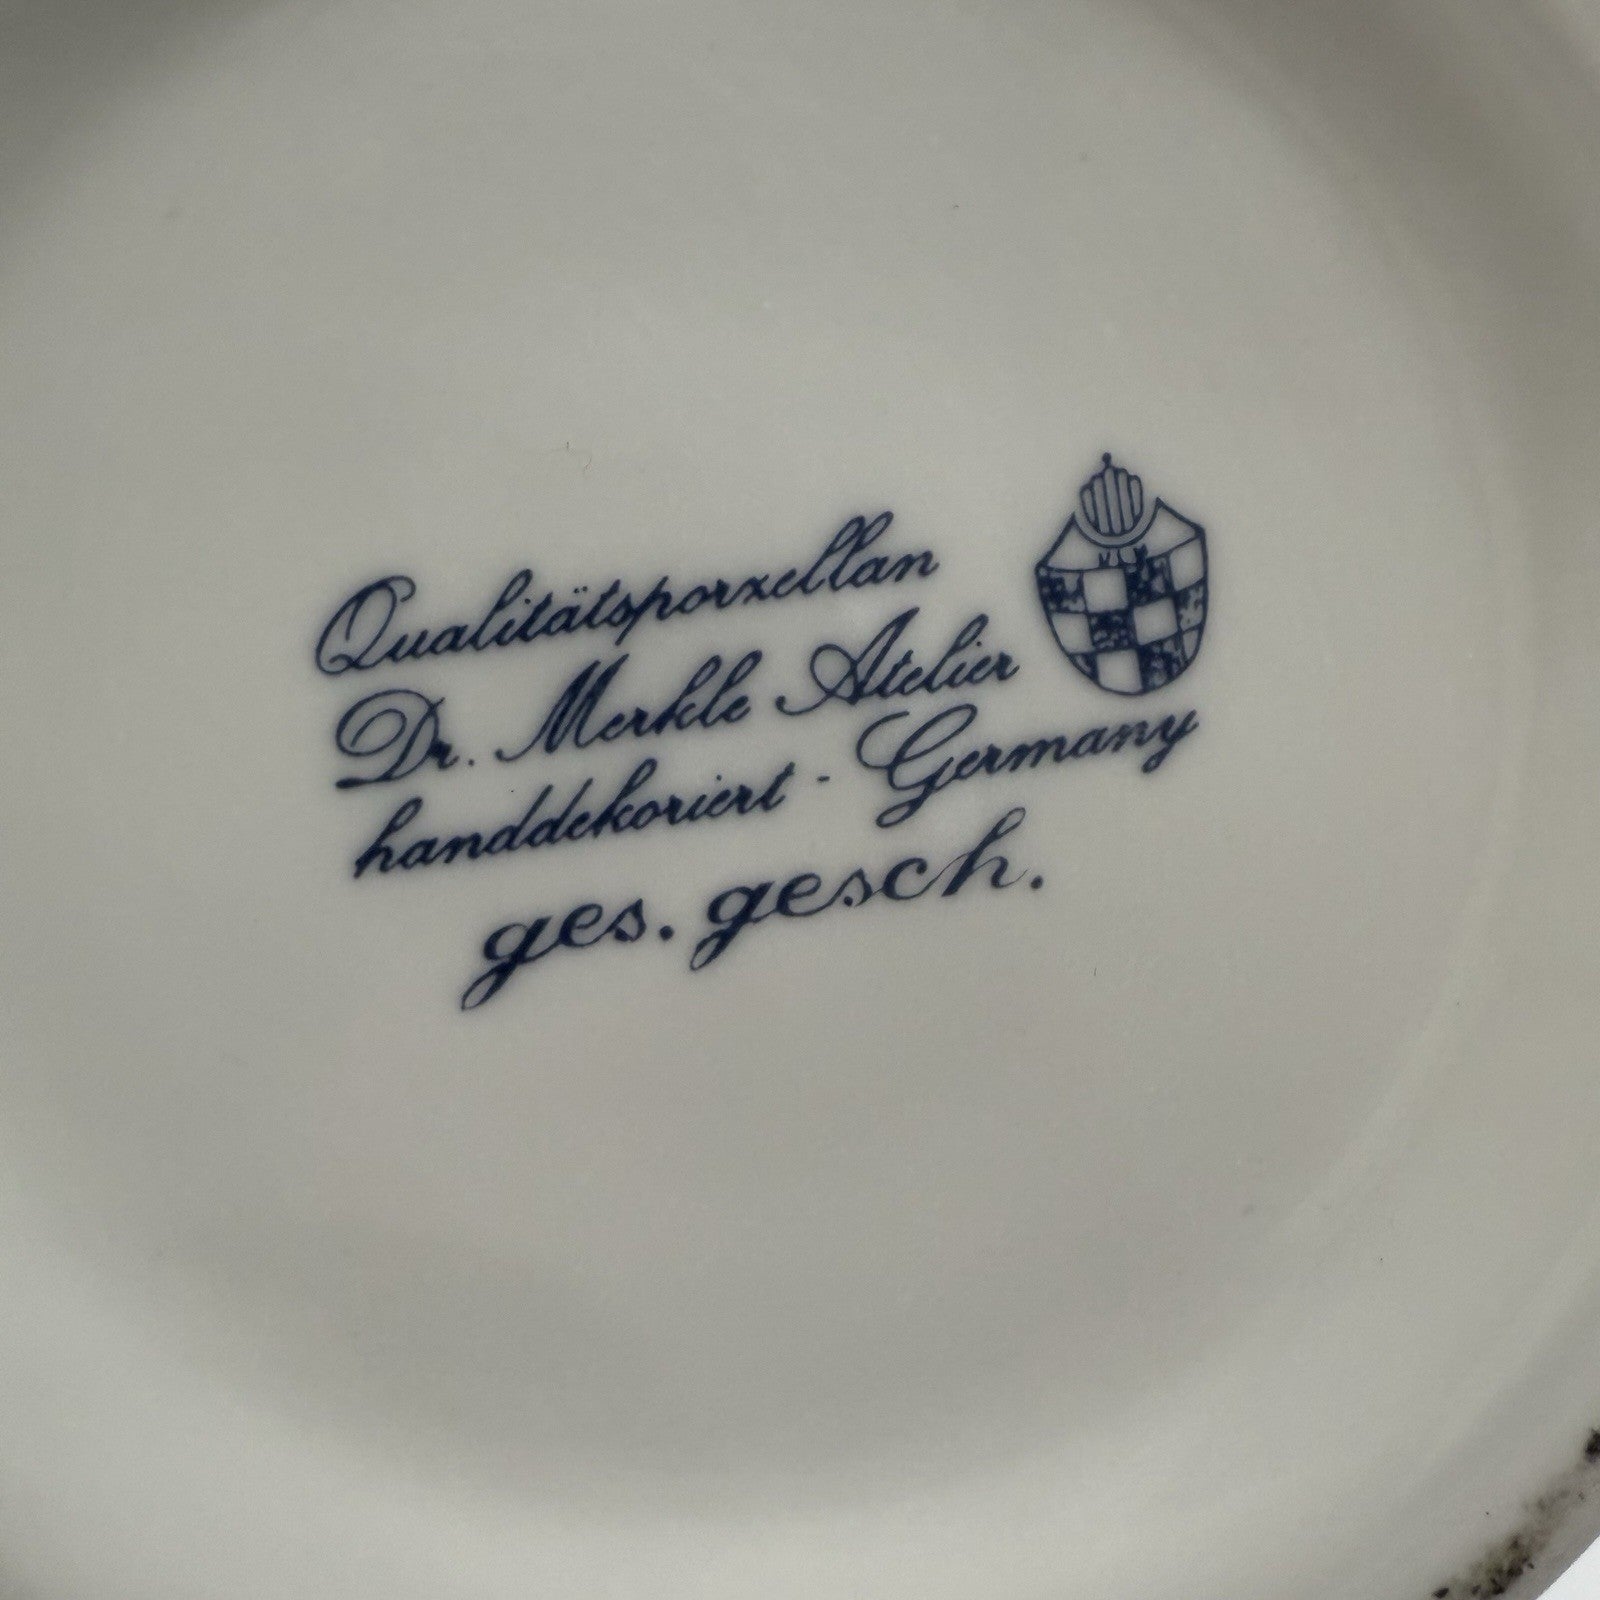 Qualitätsporzellan
Dr. Merkle Atelier
handdekoriert - Germany
ges. gesch.